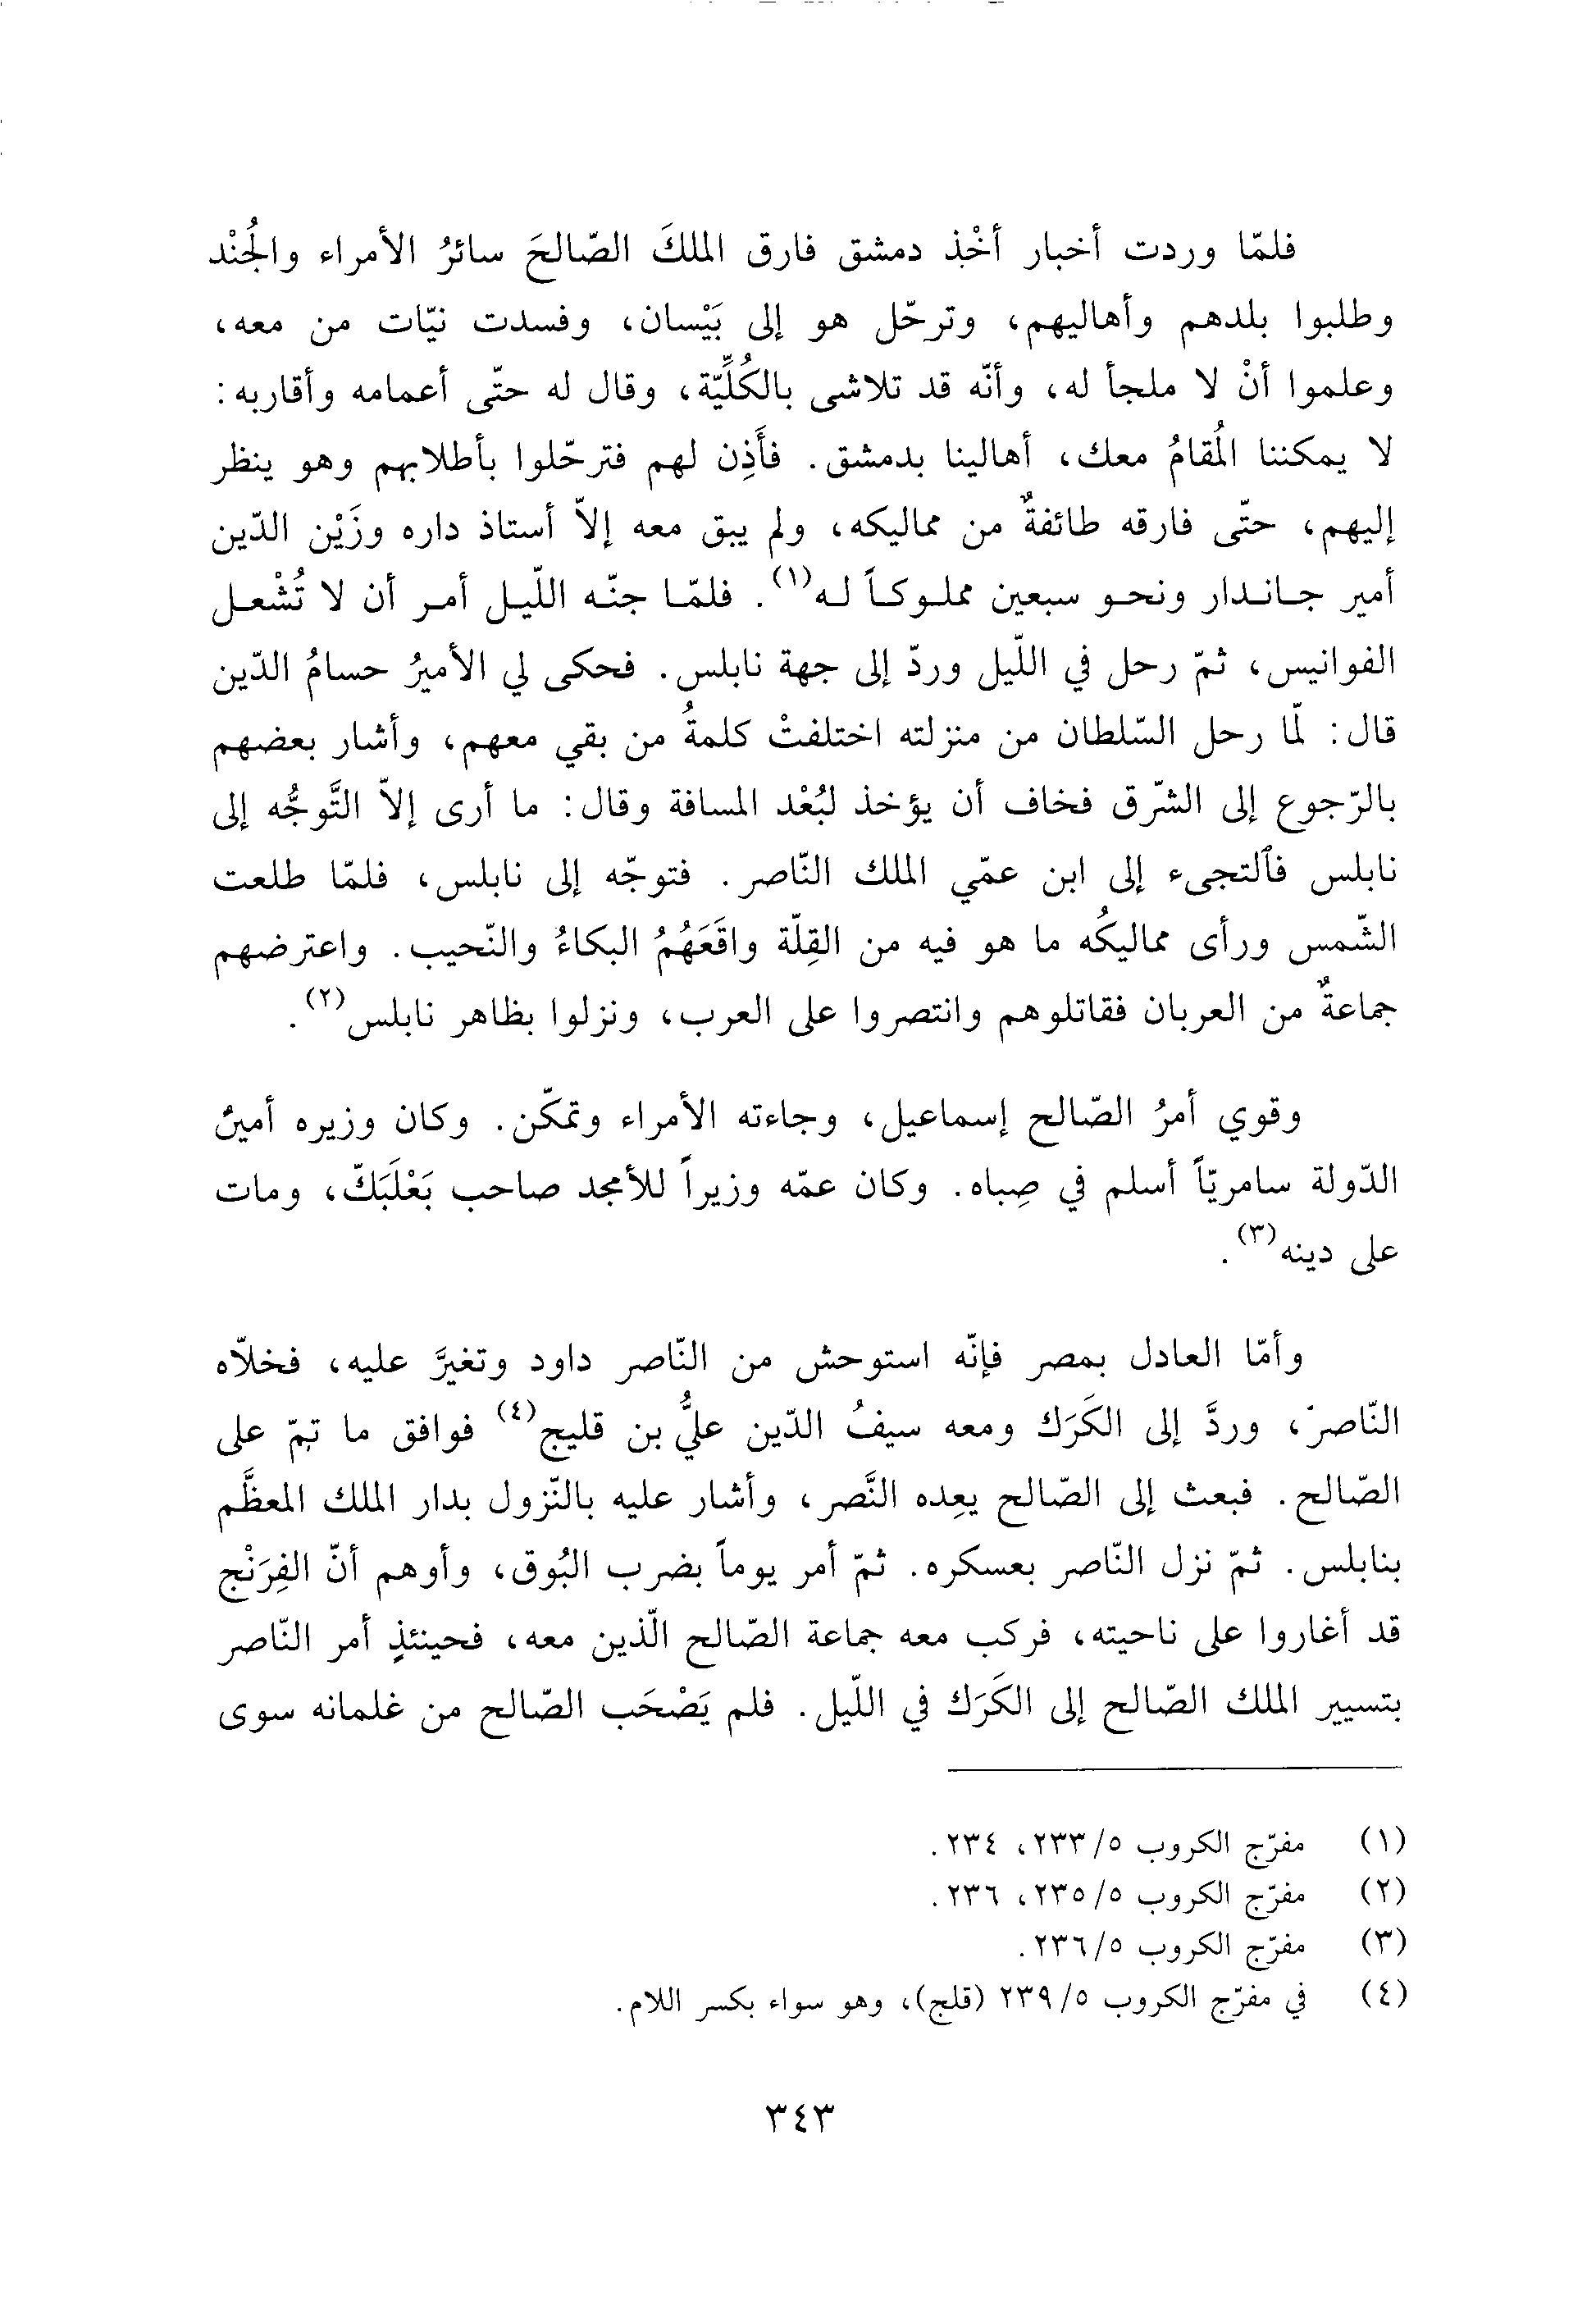 فلمّا وردت أخبار أخْذ دمشق فارق الملكَ الصّالحَ سائرُ الأمراء والجُنْد
وطلبوا بلدهم وأهاليهم، وترحّل هو إلى بَيْسان، وفسدت نيّات من معه،
وعلموا أنْ لا ملجأ له، وأنّه قد تلاشى بالكُلِّيّة، وقال له حتّى أعمامه وأقاربه:
لا يمكننا المُقامُ معك، أهالينا بدمشق. فأَذِن لهم فترحّلوا بأطلابهم وهو ينظر
إليهم، حتّى فارقه طائفةٌ من مماليكه، ولم يبق معه إلاّ أستاذ داره وزَيْن الدّين
أمير جاندار ونحو سبعين مملوكاً له(١). فلمّا جنّه اللّيل أمر أن لا تُشْعل
الفوانيس، ثمّ رحل في اللّيل وردّ إلى جهة نابلس. فحكى لي الأميرُ حسامُ الدّين
قال: لمّا رحل السّلطان من منزلته اختلفتْ كلمةُ من بقي معهم، وأشار بعضهم
بالرّجوع إلى الشّرق فخاف أن يؤخذ لبُعْد المسافة وقال: ما أرى إلاّ التَّوجُّه إلى
نابلس فألتجىء إلى ابن عمّي الملك النّاصر. فتوجّه إلى نابلس، فلمّا طلعت
الشّمس ورأى مماليكُه ما هو فيه من القِلّة واقَعَهُمُ البكاءُ والنّحيب. واعترضهم
جماعةٌ من العربان فقاتلوهم وانتصروا على العرب، ونزلوا بظاهر نابلس(٢).
وقوي أمرُ الصّالح إسماعيل، وجاءته الأمراء وتمكّن. وكان وزيره أمينُ
الدّولة سامريّاً أسلم في صِباه. وكان عمّه وزيراً للأمجد صاحب بَعْلَبَكّ، ومات
على دينه(٣).
وأمّا العادل بمصر فإنّه استوحش من النّاصر داود وتغيَّر عليه، فخلاّه
النّاصر، وردَّ إلى الكَرَك ومعه سيفُ الدّين عليُّ بن قليج(٤) فوافق ما تمّ على
الصّالح. فبعث إلى الصّالح يعِده النَّصر، وأشار عليه بالنّزول بدار الملك المعظَّم
بنابلس. ثمّ نزل النّاصر بعسكره. ثمّ أمر يوماً بضرب البُوق، وأوهم أنّ الفِرَنْج
قد أغاروا على ناحيته، فركب معه جماعة الصّالح الّذين معه، فحينئذٍ أمر النّاصر
بتسيير الملك الصّالح إلى الكَرَك في اللّيل. فلم يَصْحَب الصّالح من غلمانه سوى
(١) مفرّج الكروب ٥/ ٢٣٣، ٢٣٤.
(٢) مفرّج الكروب ٥/ ٢٣٥، ٢٣٦.
(٣) مفرّج الكروب ٥/ ٢٣٦.
(٤) في مفرّج الكروب ٥/ ٢٣٩ (قلج)، وهو سواء بكسر اللام.
٣٤٣